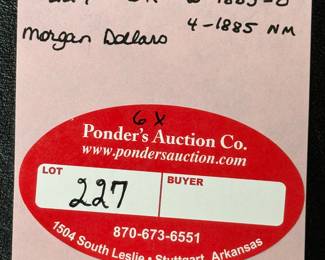 4-1885 NM
Morgan Dollars
6 X
Ponder's Auction Co.
www.pondersauction.com
LOT
227
BUYER
870-673-6551
1504 South Leslie • Stuttgart, Arkansas